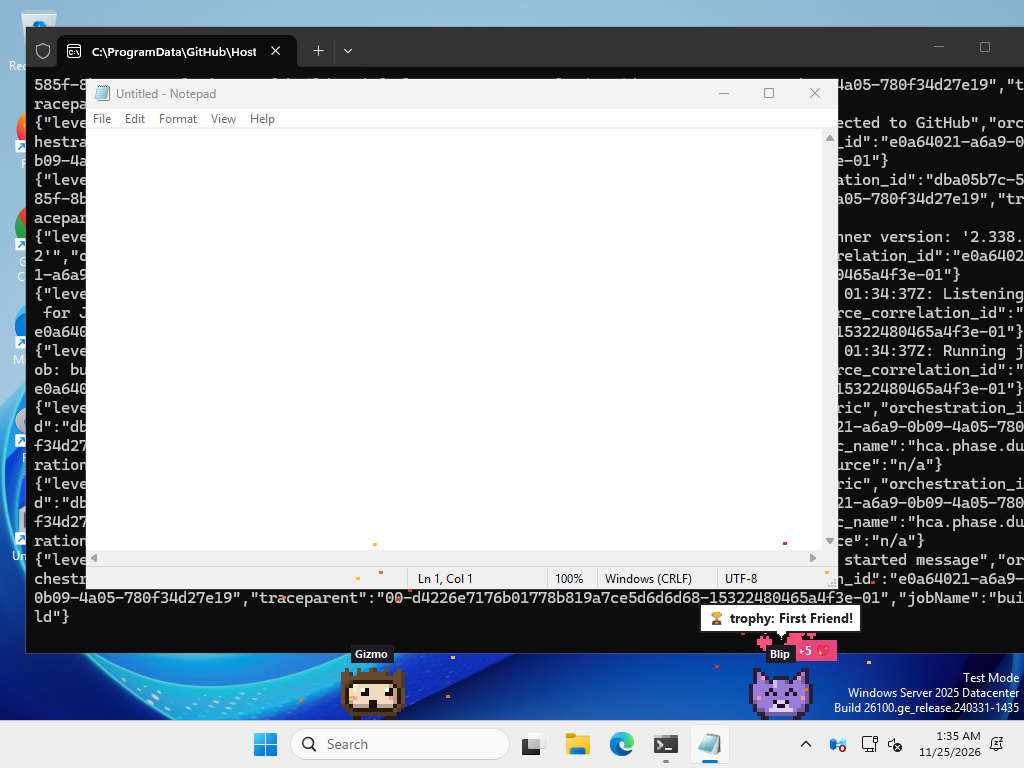 C:\ProgramData\GitHub\Host
Untitled - Notepad
File Edit Format View Help
4a05-780f34d27e19","t
racepa
{"leve ected to GitHub","orc
hestra _id":"e0a64021-a6a9-0
b09-4a e-01"}
{"leve ation_id":"dba05b7c-5
85f-8b a05-780f34d27e19","tr
acepar
{"leve nner version: '2.338.
2'","o relation_id":"e0a6402
1-a6a9 0465a4f3e-01"}
{"leve 01:34:37Z: Listening
for J rce_correlation_id":"
e0a640 15322480465a4f3e-01"}
{"leve 01:34:37Z: Running j
ob: bu rce_correlation_id":"
e0a640 15322480465a4f3e-01"}
{"leve ric","orchestration_i
d":"db 21-a6a9-0b09-4a05-780
f34d27 c_name":"hca.phase.du
ration urce":"n/a"}
{"leve ric","orchestration_i
d":"db 21-a6a9-0b09-4a05-780
f34d27 c_name":"hca.phase.du
ration ce":"n/a"}
{"leve started message","or
chestr _id":"e0a64021-a6a9-
0b09-4a05-780f34d27e19","traceparent":"00-d4226e7176b01778b819a7ce5d6d6d68-15322480465a4f3e-01","jobName":"bui
ld"}
Ln 1, Col 1 100% Windows (CRLF) UTF-8
trophy: First Friend!
Gizmo
Blip
+5
Test Mode
Windows Server 2025 Datacenter
Build 26100.ge_release.240331-1435
Search
1:35 AM
11/25/2026